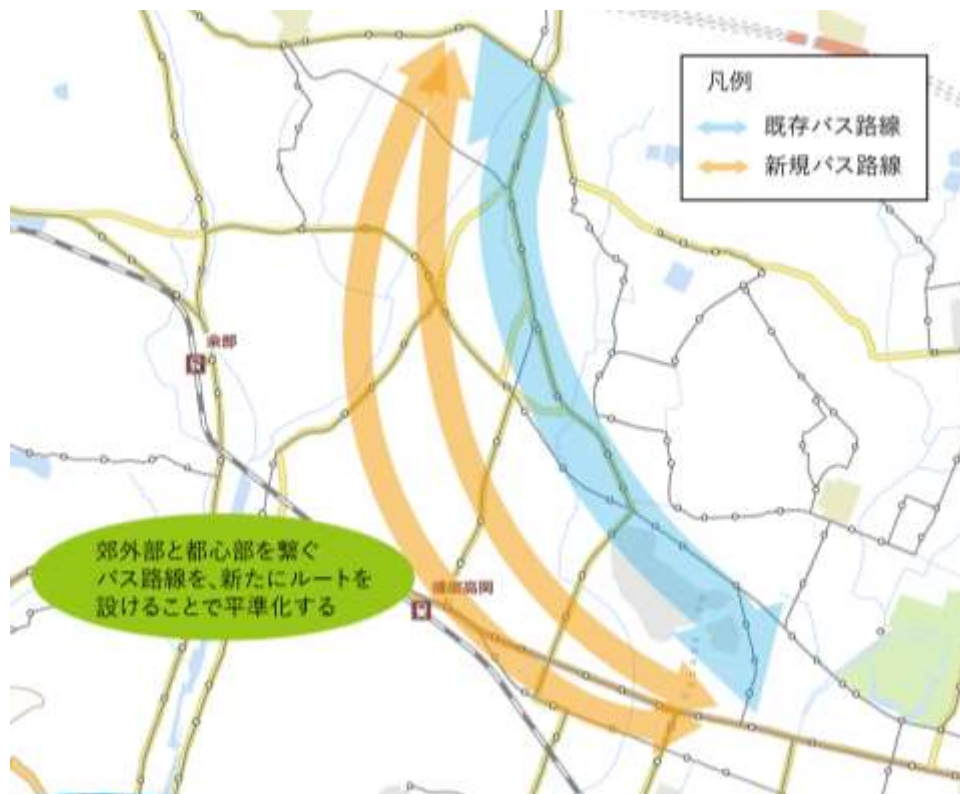 凡例
既存バス路線
新規バス路線
余部
郊外部と都心部を繋ぐ
バス路線を、新たにルートを
設けることで平準化する